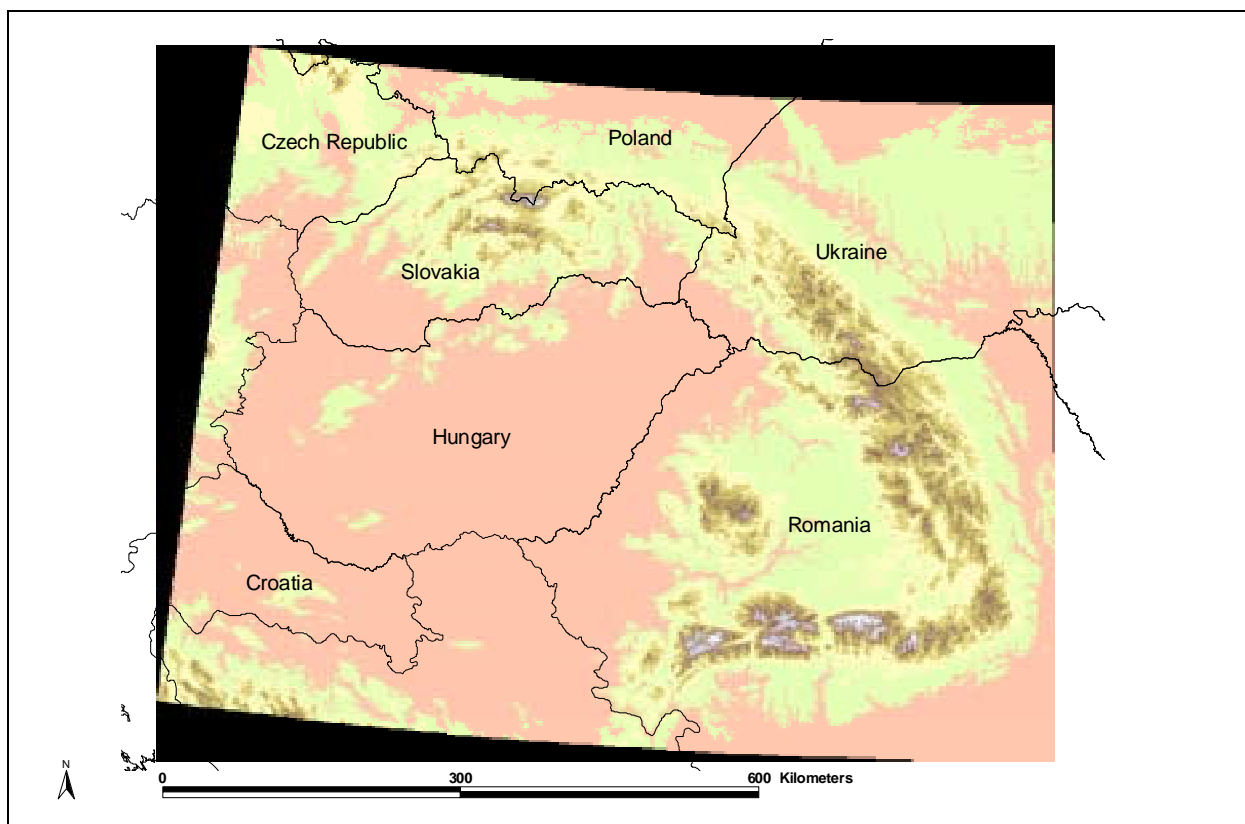 Czech Republic
Poland
Ukraine
Slovakia
Hungary
Romania
Croatia
N
0 300 600 Kilometers